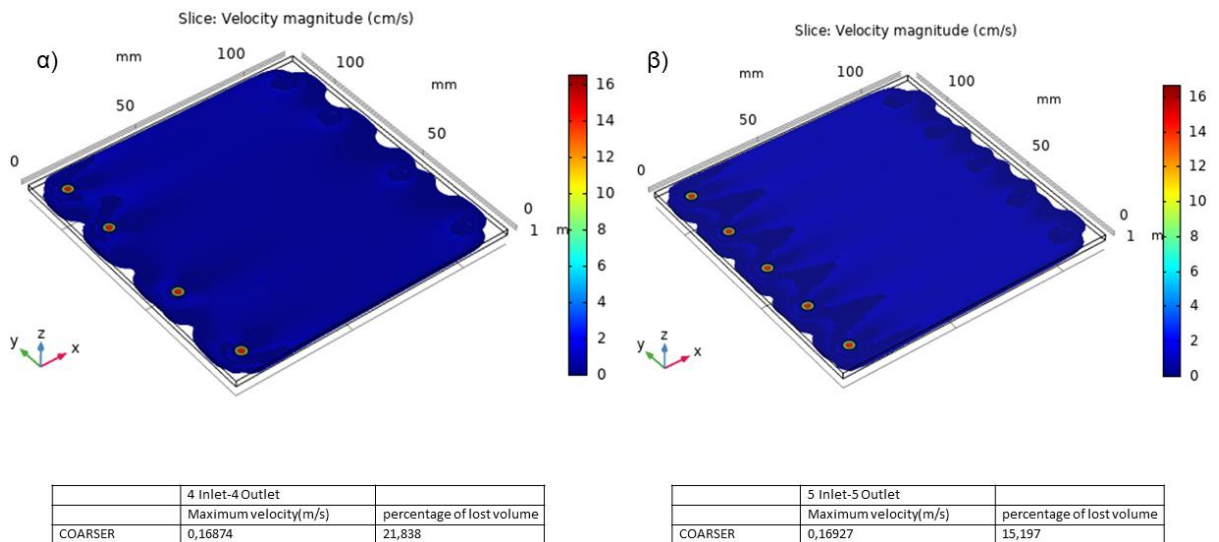 Slice: Velocity magnitude (cm/s)
α)
mm
100
100
50
mm
50
0
0
1
m
16
14
12
10
8
6
4
2
0
y
z
x
Slice: Velocity magnitude (cm/s)
β)
mm
100
100
50
mm
50
0
0
1
m
16
14
12
10
8
6
4
2
0
y
z
x
4 Inlet-4 Outlet
Maximum velocity(m/s) percentage of lost volume
COARSER 0,16874 21,838
5 Inlet-5 Outlet
Maximum velocity(m/s) percentage of lost volume
COARSER 0,16927 15,197